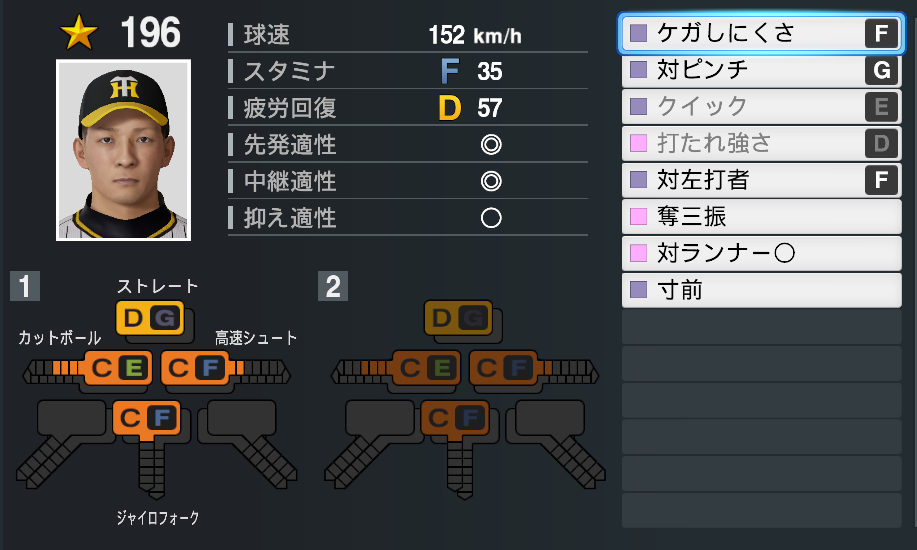 196
球速 152 km/h
スタミナ F 35
疲労回復 D 57
先発適性 ◎
中継適性 ◎
抑え適性 ○
HT
1
ストレート
D G
カットボール
高速シュート
C E
C F
C F
ジャイロフォーク
2
D G
C E
C F
C F
ケガしにくさ F
対ピンチ G
クイック E
打たれ強さ D
対左打者 F
奪三振
対ランナー○
寸前